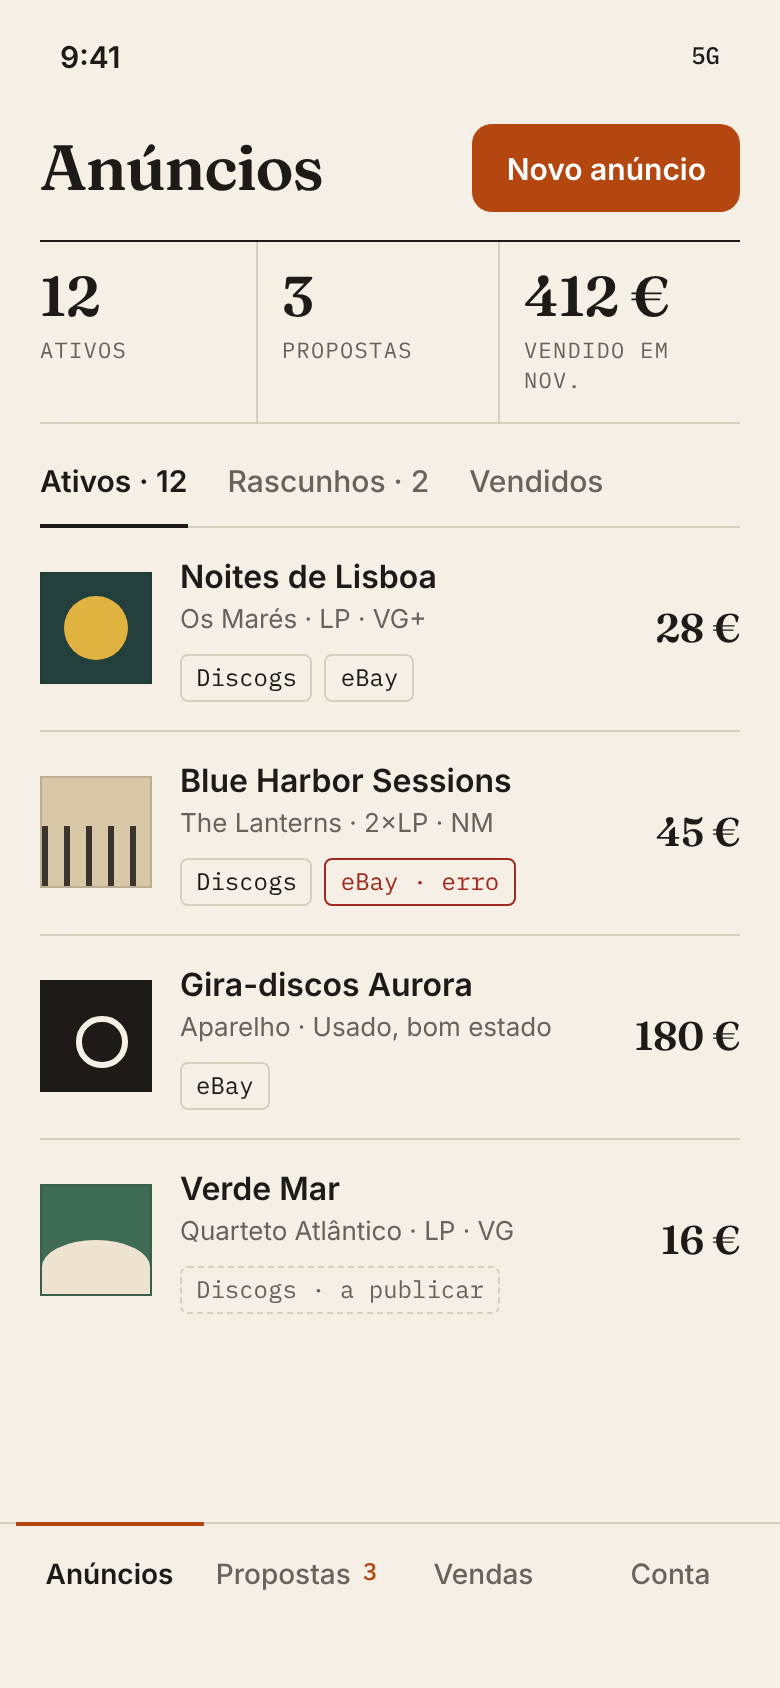 9:41 5G
Anúncios Novo anúncio
12 3 412 €
ATIVOS PROPOSTAS VENDIDO EM
NOV.
Ativos · 12 Rascunhos · 2 Vendidos
Noites de Lisboa
Os Marés · LP · VG+
28 €
Discogs eBay
Blue Harbor Sessions
The Lanterns · 2×LP · NM
45 €
Discogs eBay · erro
Gira-discos Aurora
Aparelho · Usado, bom estado
180 €
eBay
Verde Mar
Quarteto Atlântico · LP · VG
16 €
Discogs · a publicar
Anúncios Propostas 3 Vendas Conta